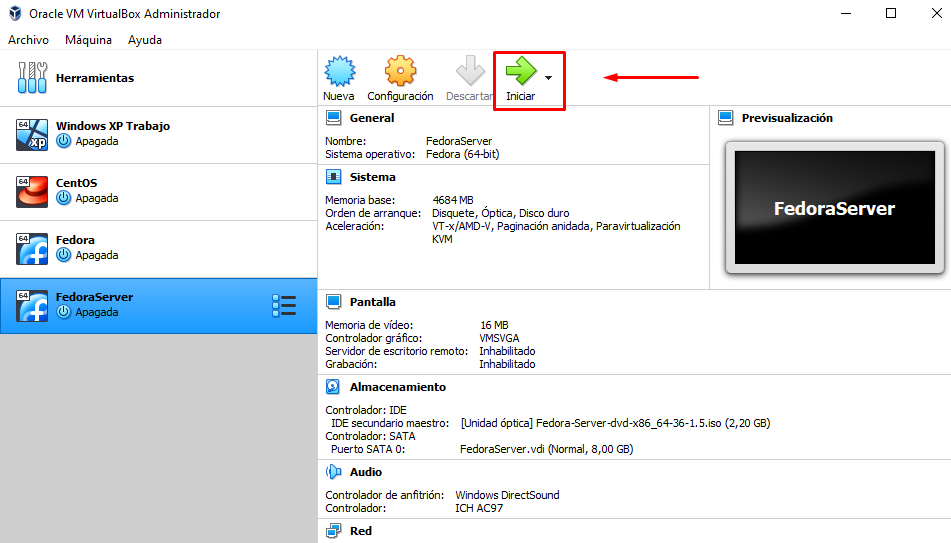 Oracle VM VirtualBox Administrador
Archivo Máquina Ayuda
Herramientas
64
xp
Windows XP Trabajo
Apagada
64
CentOS
Apagada
64
Fedora
Apagada
64
FedoraServer
Apagada
Nueva Configuración Descartar Iniciar
General
Nombre: FedoraServer
Sistema operativo: Fedora (64-bit)
Sistema
Memoria base: 4684 MB
Orden de arranque: Disquete, Óptica, Disco duro
Aceleración: VT-x/AMD-V, Paginación anidada, Paravirtualización
KVM
Previsualización
FedoraServer
Pantalla
Memoria de vídeo: 16 MB
Controlador gráfico: VMSVGA
Servidor de escritorio remoto: Inhabilitado
Grabación: Inhabilitado
Almacenamiento
Controlador: IDE
IDE secundario maestro: [Unidad óptica] Fedora-Server-dvd-x86_64-36-1.5.iso (2,20 GB)
Controlador: SATA
Puerto SATA 0: FedoraServer.vdi (Normal, 8,00 GB)
Audio
Controlador de anfitrión: Windows DirectSound
Controlador: ICH AC97
Red